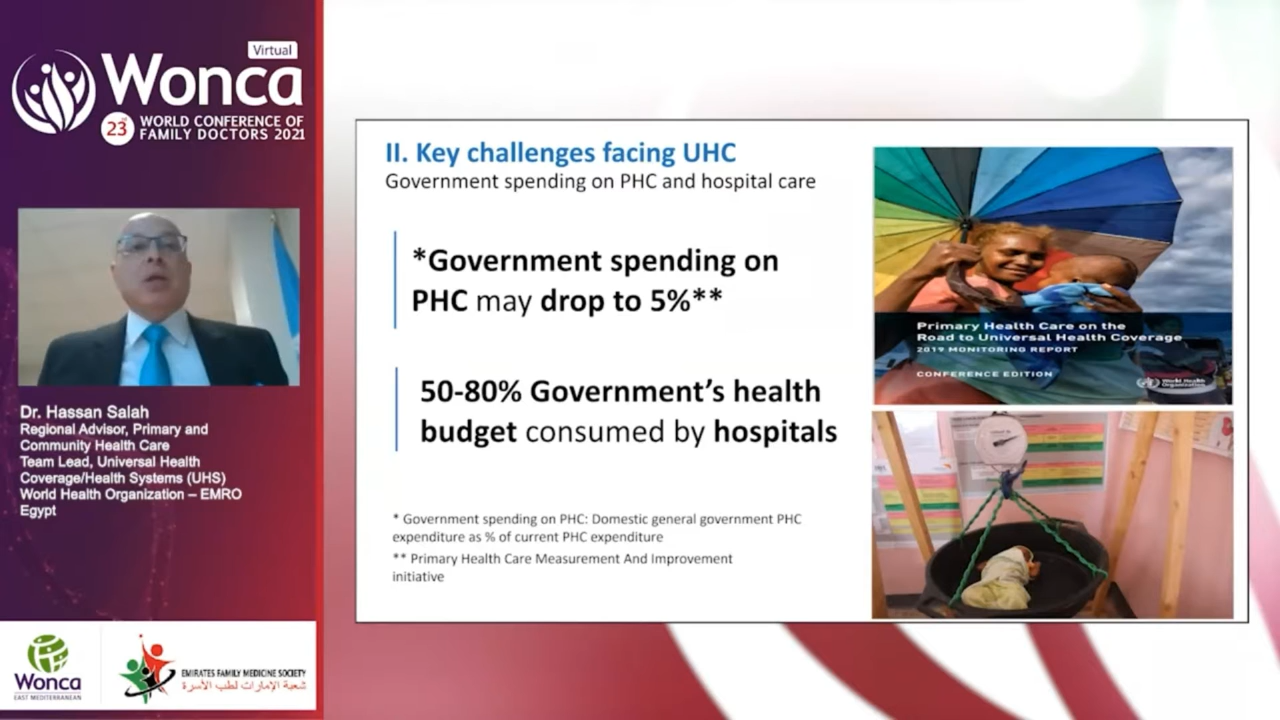 Virtual
Wonca
23rd WORLD CONFERENCE OF
FAMILY DOCTORS 2021
Dr. Hassan Salah
Regional Advisor, Primary and
Community Health Care
Team Lead, Universal Health
Coverage/Health Systems (UHS)
World Health Organization – EMRO
Egypt
Wonca
EAST MEDITERRANEAN
EMIRATES FAMILY MEDICINE SOCIETY
شعبة الإمارات لطب الأسرة
II. Key challenges facing UHC
Government spending on PHC and hospital care
*Government spending on
PHC may drop to 5%**
50-80% Government’s health
budget consumed by hospitals
* Government spending on PHC: Domestic general government PHC
expenditure as % of current PHC expenditure
** Primary Health Care Measurement And Improvement
initiative
Primary Health Care on the
Road to Universal Health Coverage
2019 MONITORING REPORT
CONFERENCE EDITION
World Health
Organization